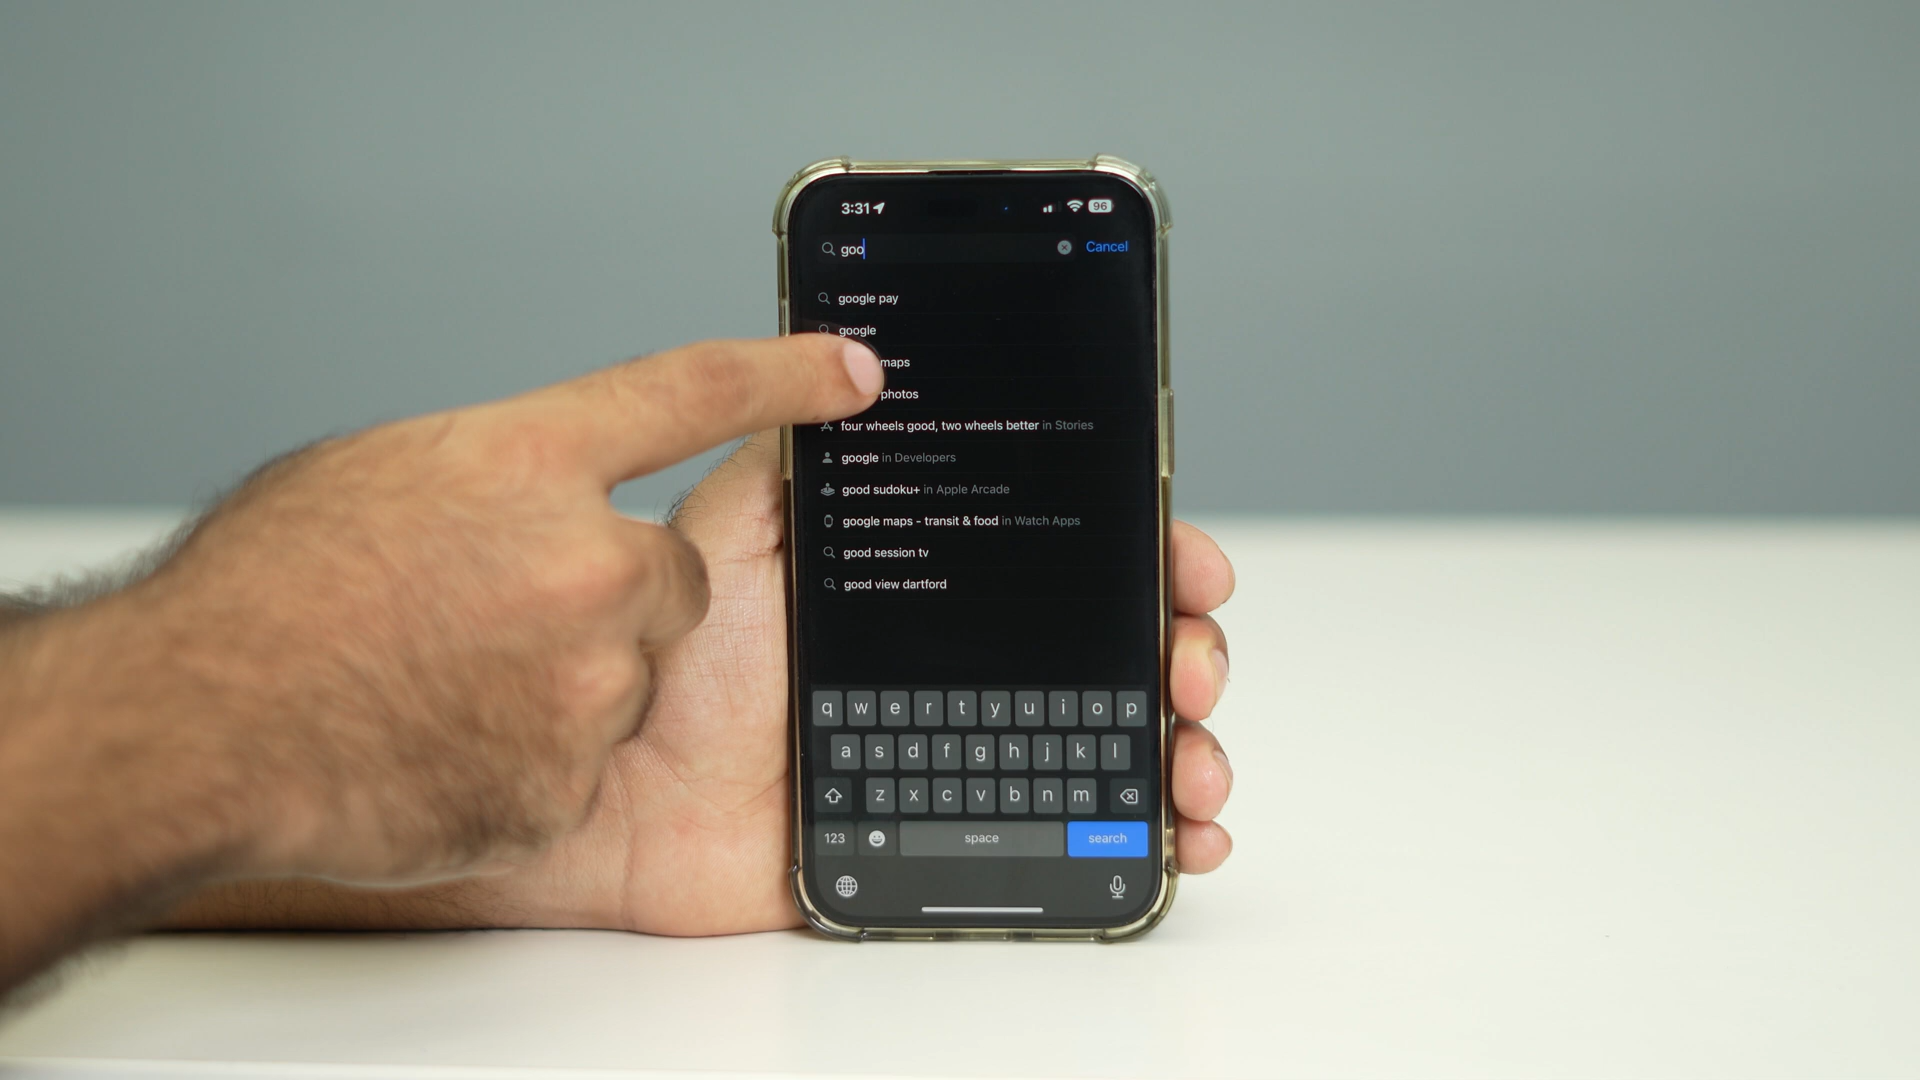 3:31
96
goo
Cancel
google pay
google
maps
photos
four wheels good, two wheels better in Stories
google in Developers
good sudoku+ in Apple Arcade
google maps - transit & food in Watch Apps
good session tv
good view dartford
q w e r t y u i o p
a s d f g h j k l
z x c v b n m
123
space
search